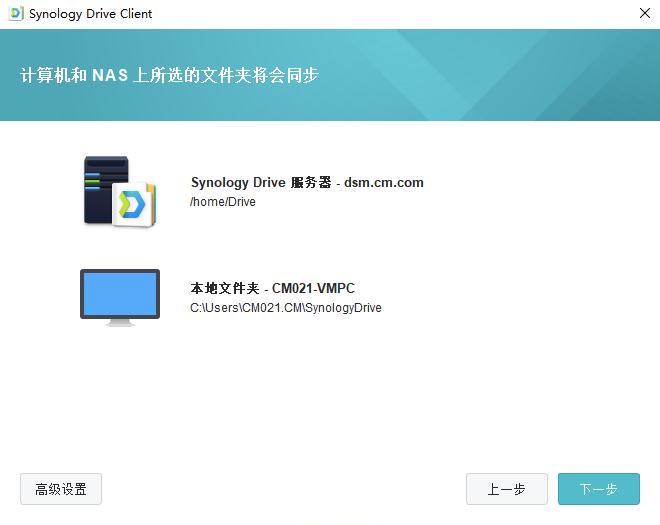 Synology Drive Client
计算机和 NAS 上所选的文件夹将会同步
Synology Drive 服务器 - dsm.cm.com
/home/Drive
本地文件夹 - CM021-VMPC
C:\Users\CM021.CM\SynologyDrive
高级设置
上一步
下一步